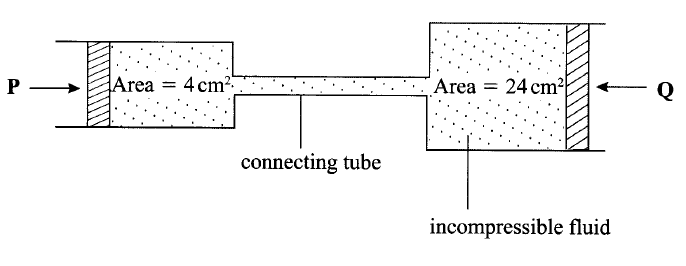 P
Area = 4 cm²
Area = 24 cm²
Q
connecting tube
incompressible fluid